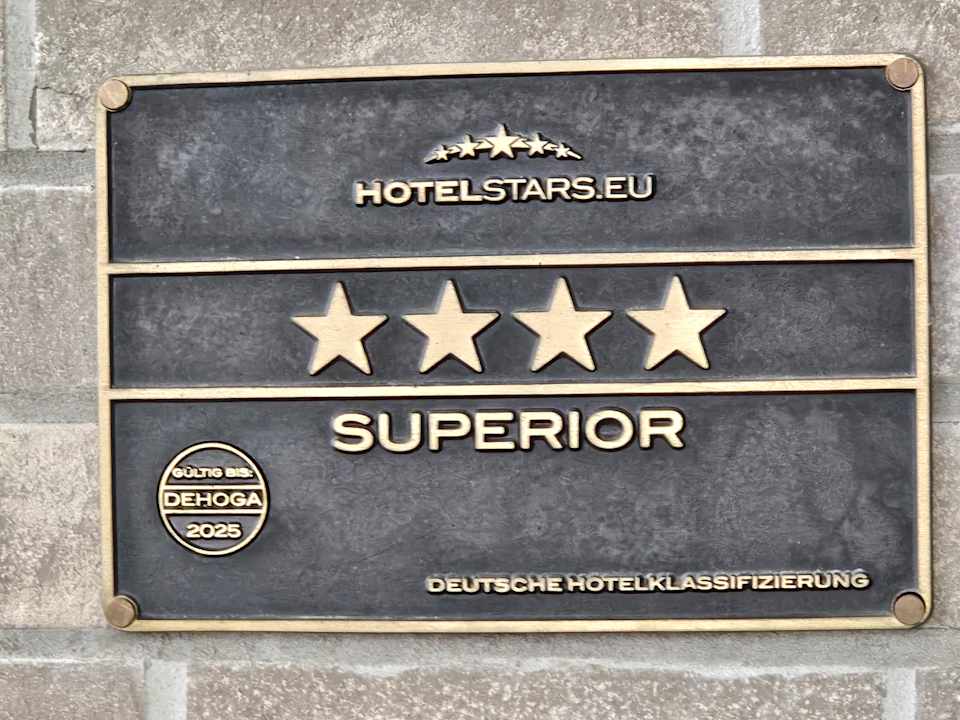 HOTELSTARS.EU
SUPERIOR
GÜLTIG BIS:
DEHOGA
2025
DEUTSCHE HOTELKLASSIFIZIERUNG